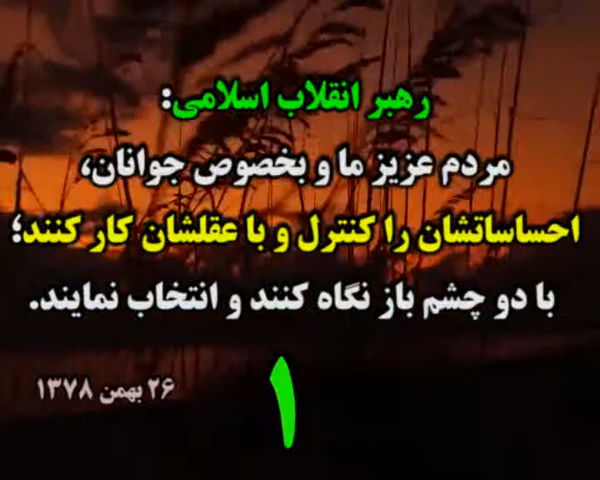 رهبر انقلاب اسلامی:
مردم عزیز ما و بخصوص جوانان،
احساساتشان را کنترل و با عقلشان کار کنند؛
با دو چشم باز نگاه کنند و انتخاب نمایند.
۲۶ بهمن ۱۳۷۸
۱